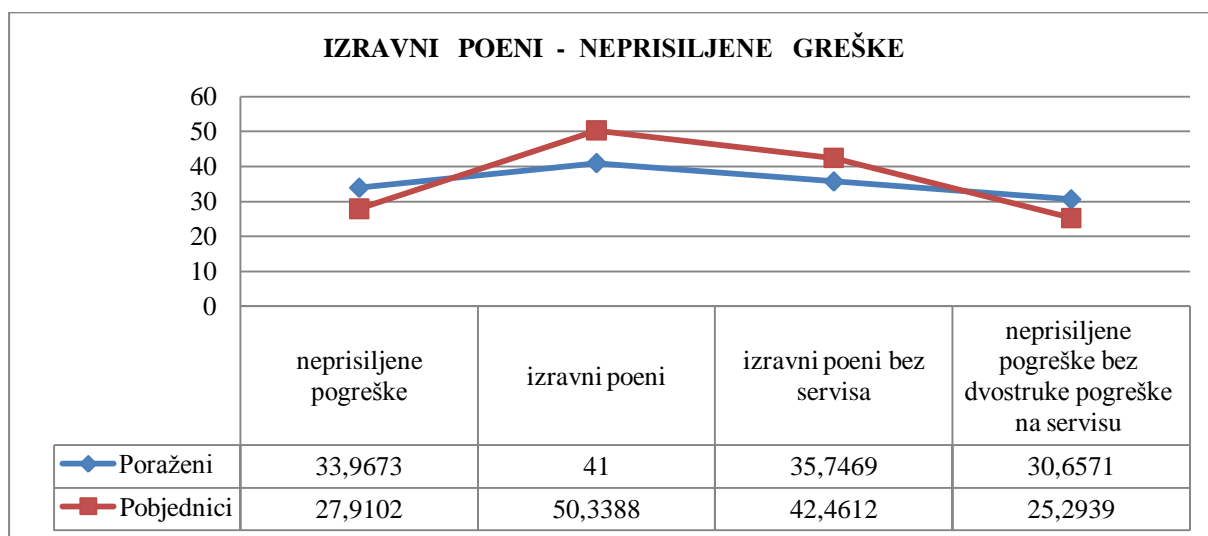 IZRAVNI POENI - NEPRISILJENE GREŠKE
60
50
40
30
20
10
0
neprisiljene
pogreške
izravni poeni
izravni poeni bez
servisa
neprisiljene
pogreške bez
dvostruke pogreške
na servisu
Poraženi 33,9673 41 35,7469 30,6571
Pobjednici 27,9102 50,3388 42,4612 25,2939